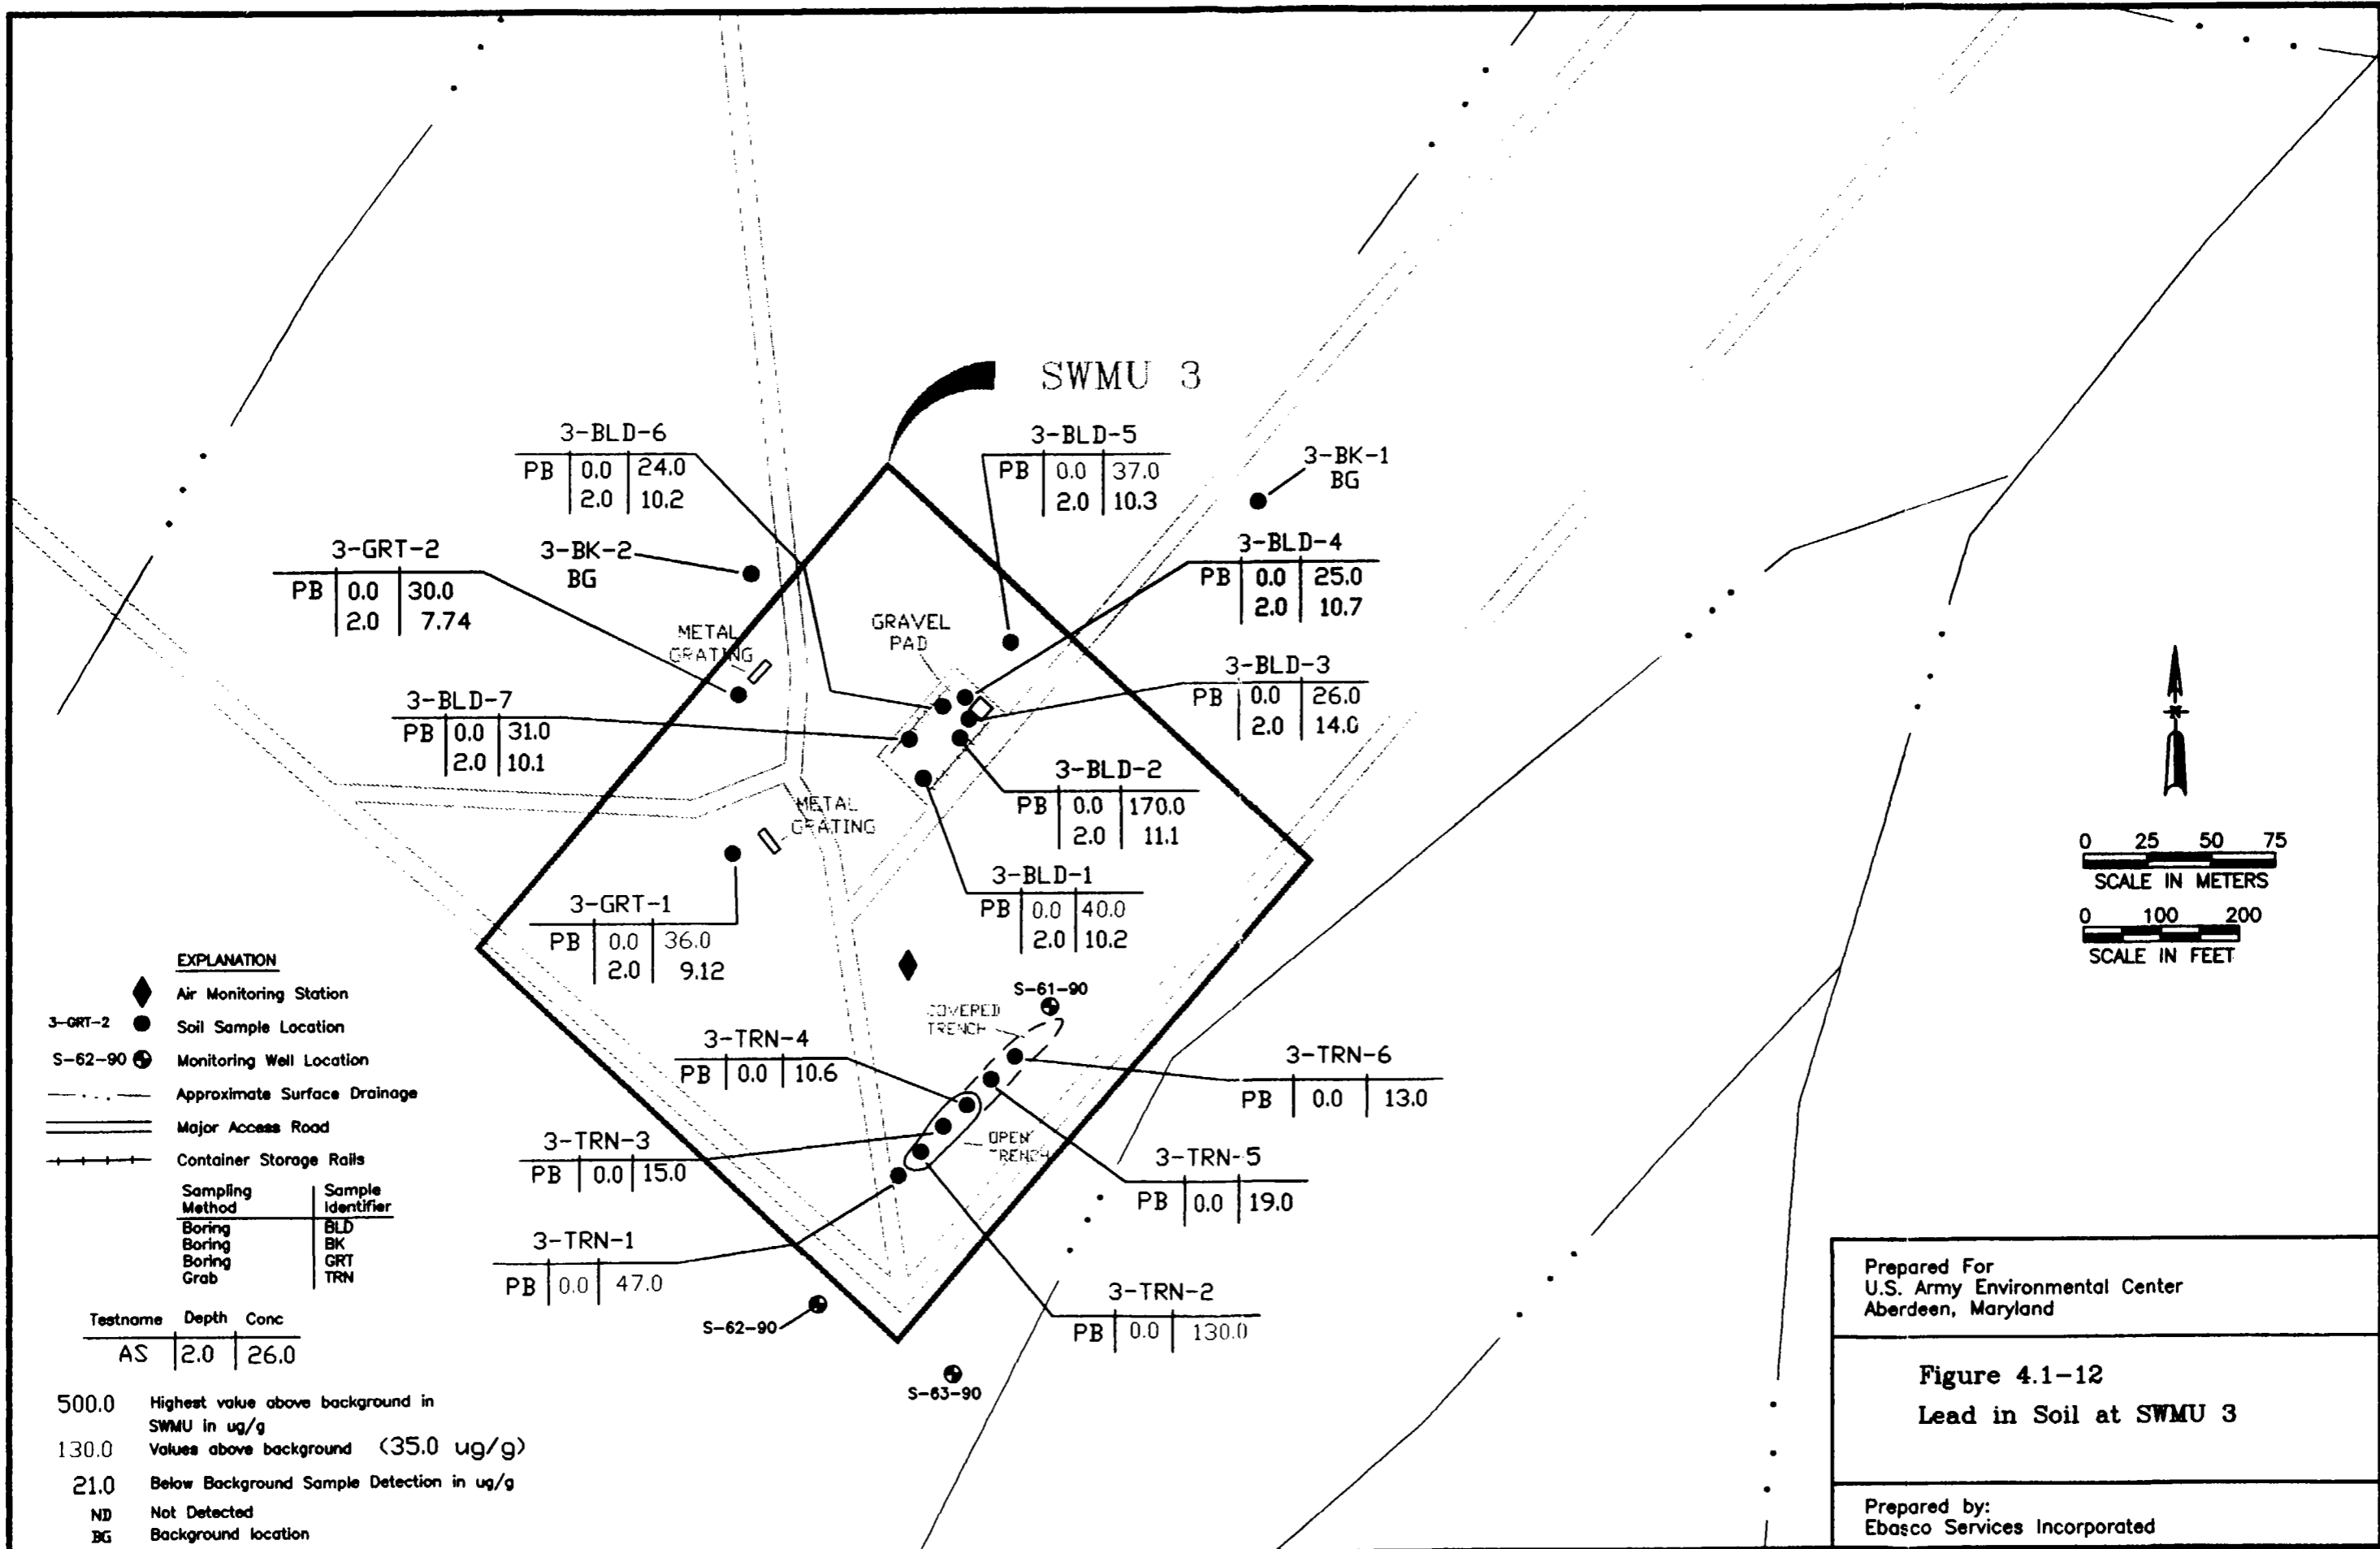 SWMU 3
3-BLD-6
PB 0.0 24.0
2.0 10.2
3-BLD-5
PB 0.0 37.0
2.0 10.3
3-BK-1
BG
3-GRT-2
PB 0.0 30.0
2.0 7.74
3-BK-2
BG
3-BLD-4
PB 0.0 25.0
2.0 10.7
METAL
GRATING
GRAVEL
PAD
3-BLD-3
PB 0.0 26.0
2.0 14.0
3-BLD-7
PB 0.0 31.0
2.0 10.1
3-BLD-2
PB 0.0 170.0
2.0 11.1
METAL
GRATING
3-BLD-1
PB 0.0 40.0
2.0 10.2
3-GRT-1
PB 0.0 36.0
2.0 9.12
0 25 50 75
SCALE IN METERS
0 100 200
SCALE IN FEET
S-61-90
COVERED
TRENCH
3-TRN-4
PB 0.0 10.6
3-TRN-6
PB 0.0 13.0
3-TRN-3
PB 0.0 15.0
OPEN
TRENCH
3-TRN-5
PB 0.0 19.0
3-TRN-1
PB 0.0 47.0
3-TRN-2
PB 0.0 130.0
S-62-90
S-63-90
EXPLANATION
Air Monitoring Station
3-GRT-2 Soil Sample Location
S-62-90 Monitoring Well Location
Approximate Surface Drainage
Major Access Road
Container Storage Rails
Sampling Sample
Method Identifier
Boring BLD
Boring BK
Boring GRT
Grab TRN
Testname Depth Conc
AS 2.0 26.0
500.0 Highest value above background in
SWMU in ug/g
130.0 Values above background (35.0 ug/g)
21.0 Below Background Sample Detection in ug/g
ND Not Detected
BG Background location
Prepared For
U.S. Army Environmental Center
Aberdeen, Maryland
Figure 4.1-12
Lead in Soil at SWMU 3
Prepared by:
Ebasco Services Incorporated